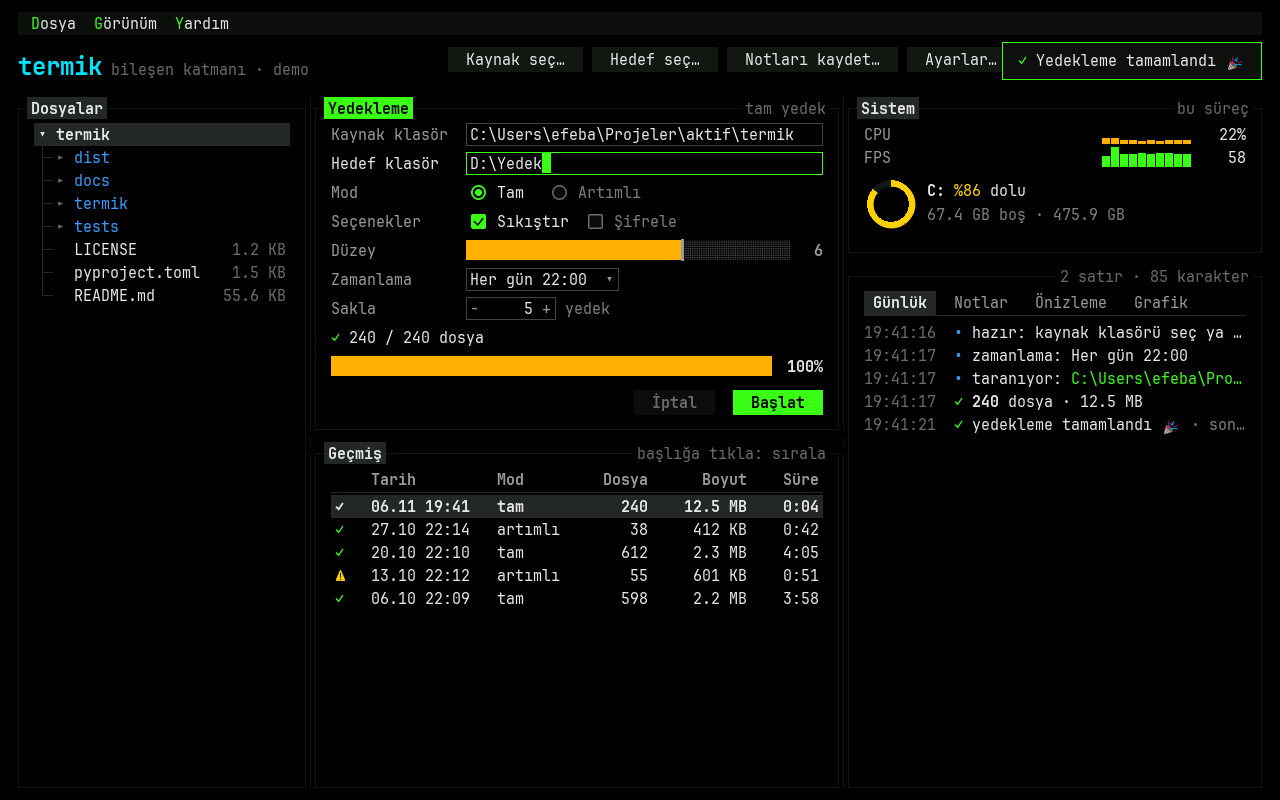 Dosya Görünüm Yardım
termik bileşen katmanı · demo
Kaynak seç… Hedef seç… Notları kaydet… Ayarlar…
✓ Yedekleme tamamlandı 🎉
Dosyalar
▾ termik
▸ dist
▸ docs
▸ termik
▸ tests
LICENSE 1.2 KB
pyproject.toml 1.5 KB
README.md 55.6 KB
Yedekleme tam yedek
Kaynak klasör C:\Users\efeba\Projeler\aktif\termik
Hedef klasör D:\Yedek
Mod Tam Artımlı
Seçenekler Sıkıştır Şifrele
Düzey 6
Zamanlama Her gün 22:00 ▾
Sakla - 5 + yedek
✓ 240 / 240 dosya
100%
İptal Başlat
Geçmiş başlığa tıkla: sırala
Tarih Mod Dosya Boyut Süre
✓ 06.11 19:41 tam 240 12.5 MB 0:04
✓ 27.10 22:14 artımlı 38 412 KB 0:42
✓ 20.10 22:10 tam 612 2.3 MB 4:05
⚠ 13.10 22:12 artımlı 55 601 KB 0:51
✓ 06.10 22:09 tam 598 2.2 MB 3:58
Sistem bu süreç
CPU 22%
FPS 58
C: %86 dolu
67.4 GB boş · 475.9 GB
2 satır · 85 karakter
Günlük Notlar Önizleme Grafik
19:41:16 • hazır: kaynak klasörü seç ya …
19:41:17 • zamanlama: Her gün 22:00
19:41:17 • taranıyor: C:\Users\efeba\Pro…
19:41:17 ✓ 240 dosya · 12.5 MB
19:41:21 ✓ yedekleme tamamlandı 🎉 · son…